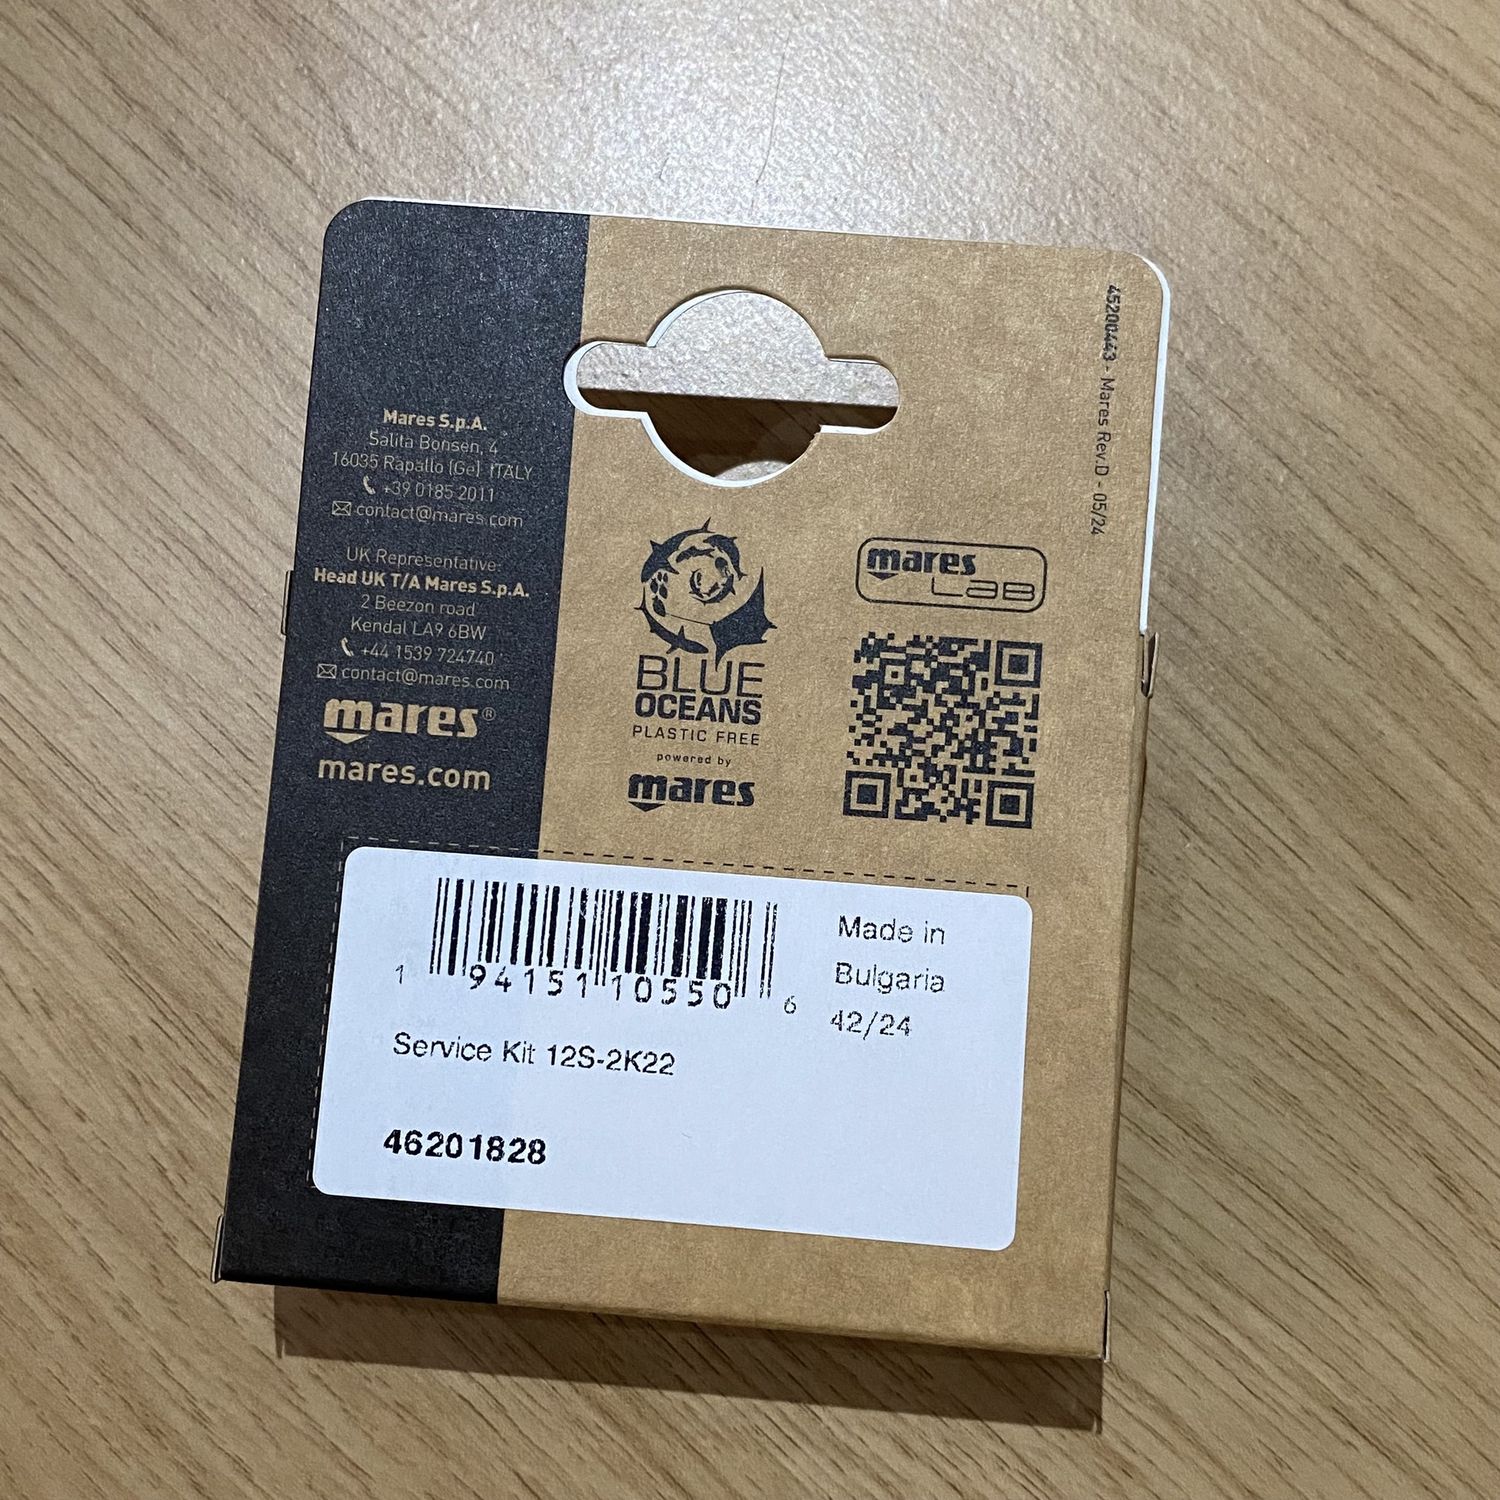 Mares S.p.A.
Salita Bonsen, 4
16035 Rapallo (Ge) ITALY
+39 0185 2011
contact@mares.com
UK Representative:
Head UK T/A Mares S.p.A.
2 Beezon road
Kendal LA9 6BW
+44 1539 724740
contact@mares.com
mares®
mares.com
BLUE
OCEANS
PLASTIC FREE
powered by
mares
45200443 - Mares Rev.D - 05/24
mares
LAB
1 94151 10550 6
Service Kit 12S-2K22
46201828
Made in
Bulgaria
42/24